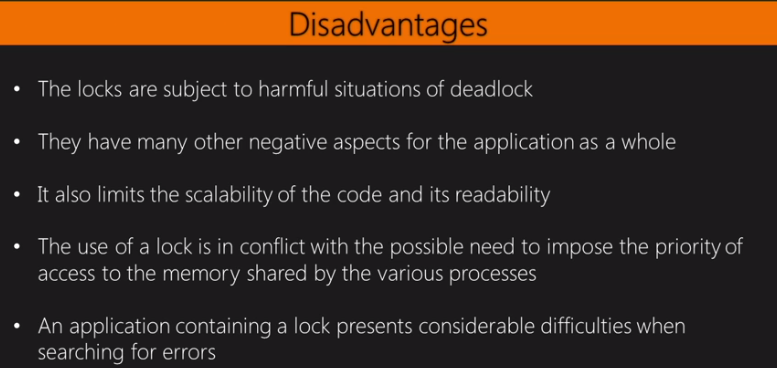 Disadvantages
• The locks are subject to harmful situations of deadlock
• They have many other negative aspects for the application as a whole
• It also limits the scalability of the code and its readability
• The use of a lock is in conflict with the possible need to impose the priority of
access to the memory shared by the various processes
• An application containing a lock presents considerable difficulties when
searching for errors